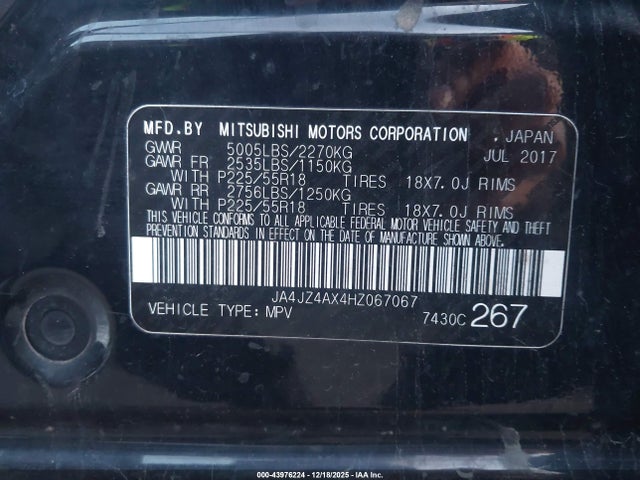 MFD.BY MITSUBISHI MOTORS CORPORATION , JAPAN
GVWR 5005LBS/2270KG JUL 2017
GAWR FR 2535LBS/1150KG
WITH P225/55R18 TIRES 18X7.0J RIMS
GAWR RR 2756LBS/1250KG
WITH P225/55R18 TIRES 18X7.0J RIMS
THIS VEHICLE CONFORMS TO ALL APPLICABLE FEDERAL MOTOR VEHICLE SAFETY AND THEFT
PREVENTION STANDARDS IN EFFECT ON THE DATE OF MANUFACTURE SHOWN ABOVE.
JA4JZ4AX4HZ067067
VEHICLE TYPE: MPV 7430C 267
000-43976224 - 12/18/2025 - IAA Inc.